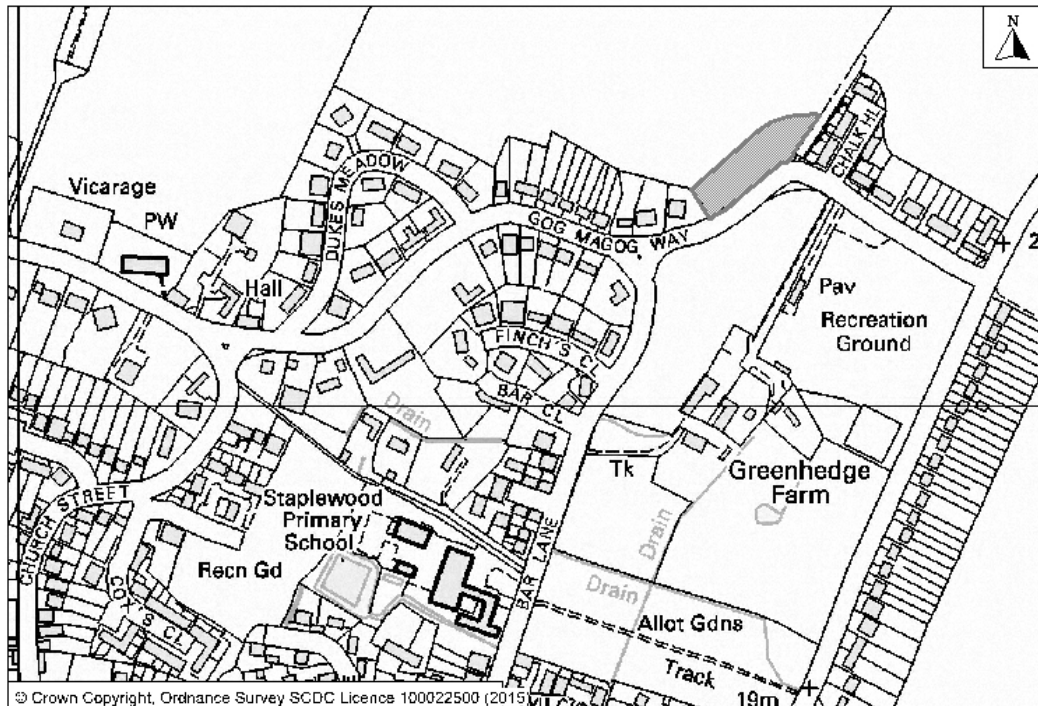 N
Vicarage
PW
DUKES MEADOW
CHALK HL
GOG MAGOG WAY
Hall
Pav
Recreation
Ground
FINCH'S CL
BAR CL
Drain
Tk
Greenhedge
Farm
CHURCH STREET
Staplewood
Primary
School
Drain
Recn Gd
BAR LANE
Drain
COX'S CL
Allot Gdns
Track
19m
2
© Crown Copyright, Ordnance Survey SCDC Licence 100022500 (2015)